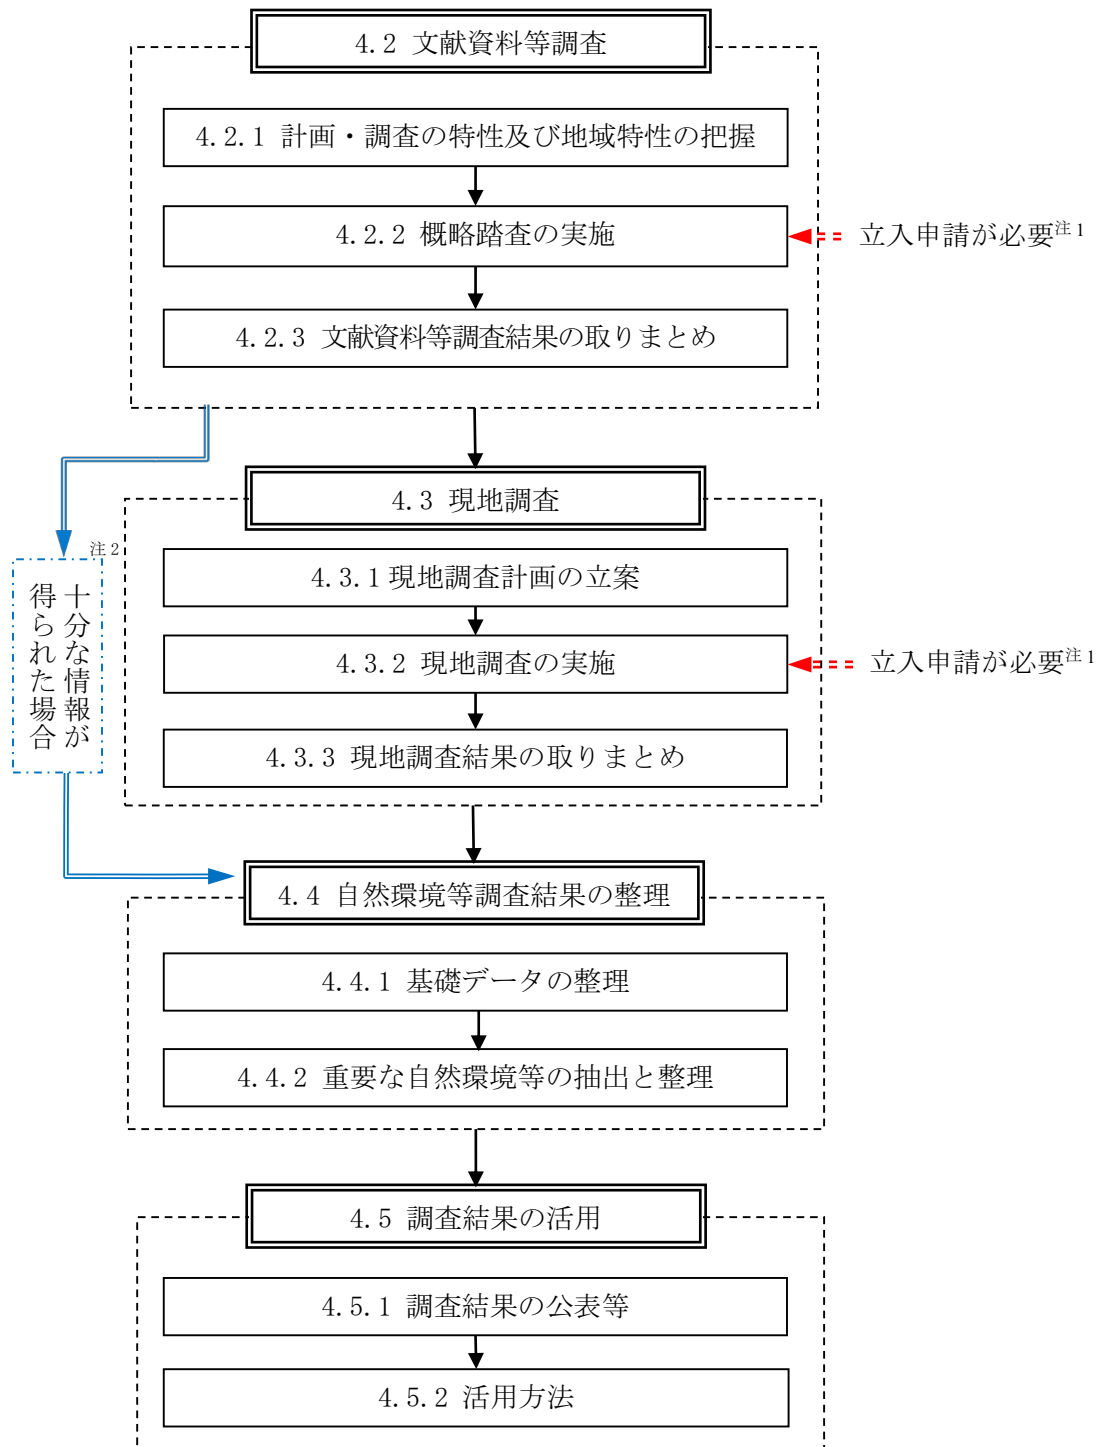 4.2 文献資料等調査
4.2.1 計画・調査の特性及び地域特性の把握
4.2.2 概略踏査の実施
立入申請が必要注1
4.2.3 文献資料等調査結果の取りまとめ
4.3 現地調査
注2
十分な情報が
得られた場合
4.3.1現地調査計画の立案
4.3.2 現地調査の実施
立入申請が必要注1
4.3.3 現地調査結果の取りまとめ
4.4 自然環境等調査結果の整理
4.4.1 基礎データの整理
4.4.2 重要な自然環境等の抽出と整理
4.5 調査結果の活用
4.5.1 調査結果の公表等
4.5.2 活用方法